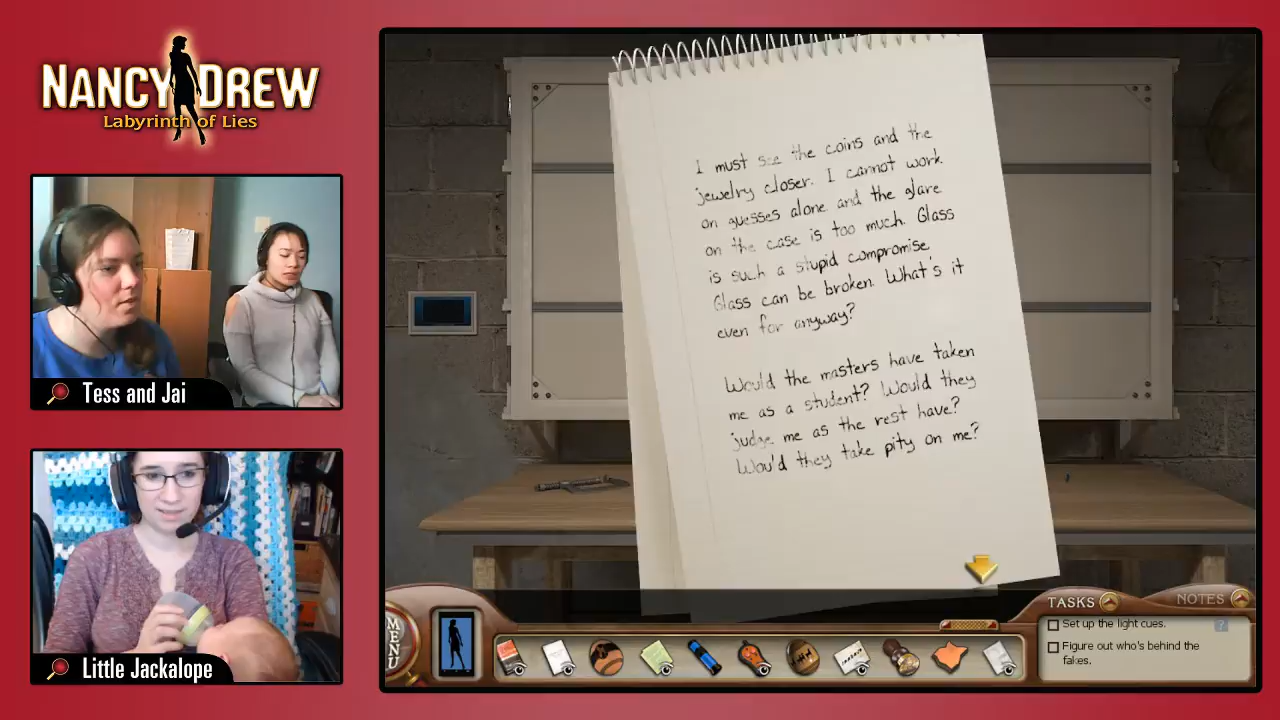 NANCY DREW
Labyrinth of Lies
Tess and Jai
Little Jackalope
I must see the coins and the
jewelry closer. I cannot work
on guesses alone and the glare
on the case is too much. Glass
is such a stupid compromise.
Glass can be broken. What's it
even for anyway?
Would the masters have taken
me as a student? Would they
judge me as the rest have?
Would they take pity on me?
MENU
TASKS
NOTES
Set up the light cues.
?
Figure out who's behind the
fakes.